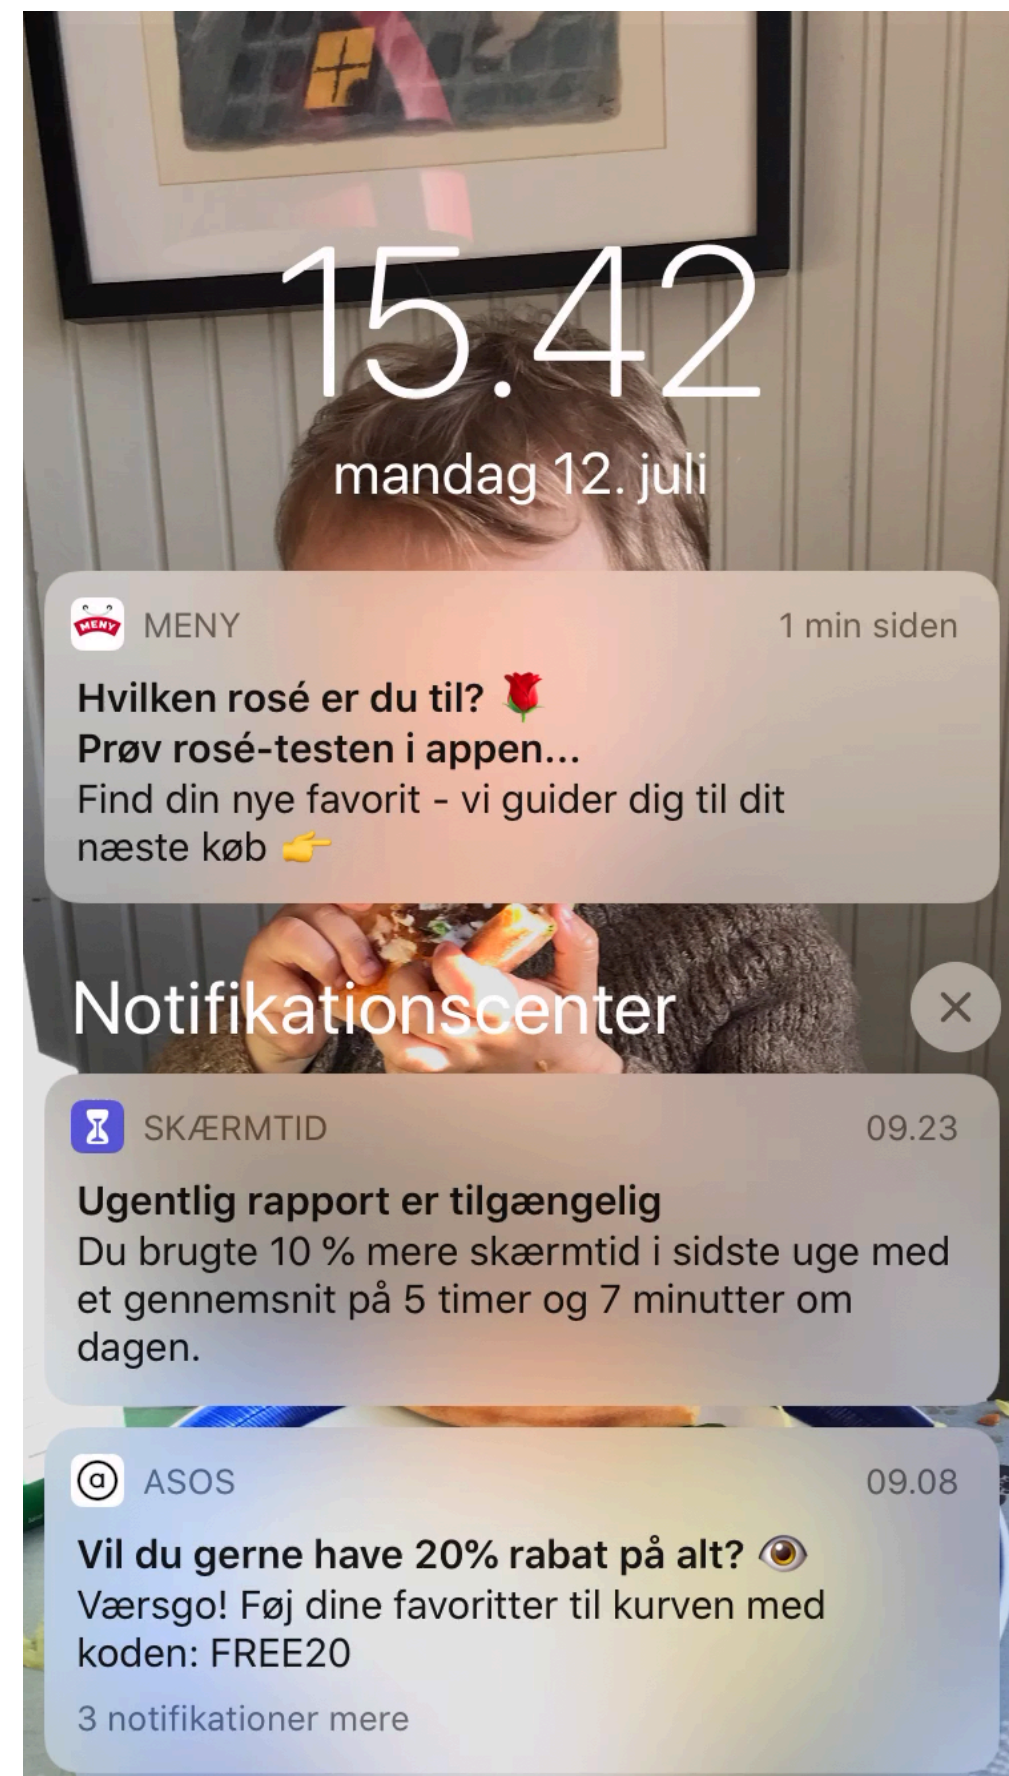 15.42
mandag 12. juli
MENY MENY 1 min siden
Hvilken rosé er du til? 🌹
Prøv rosé-testen i appen...
Find din nye favorit - vi guider dig til dit
næste køb 👉
Notifikationscenter
SKÆRMTID 09.23
Ugentlig rapport er tilgængelig
Du brugte 10 % mere skærmtid i sidste uge med
et gennemsnit på 5 timer og 7 minutter om
dagen.
a ASOS 09.08
Vil du gerne have 20% rabat på alt? 👁️
Værsgo! Føj dine favoritter til kurven med
koden: FREE20
3 notifikationer mere